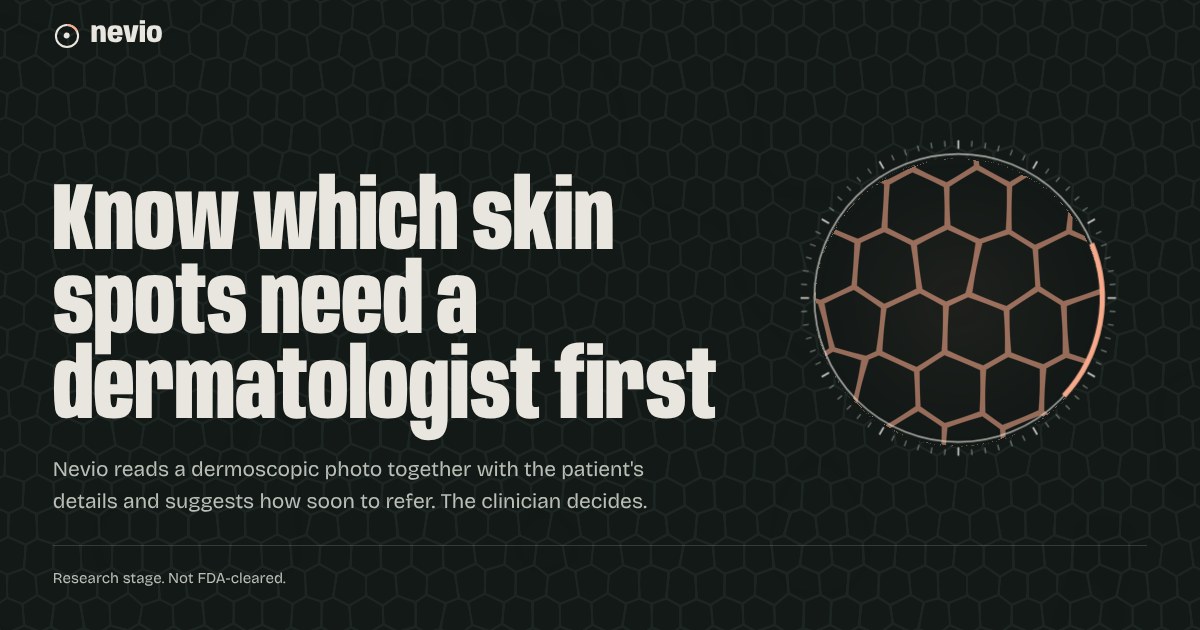 nevio
Know which skin
spots need a
dermatologist first
Nevio reads a dermoscopic photo together with the patient's
details and suggests how soon to refer. The clinician decides.
Research stage. Not FDA-cleared.